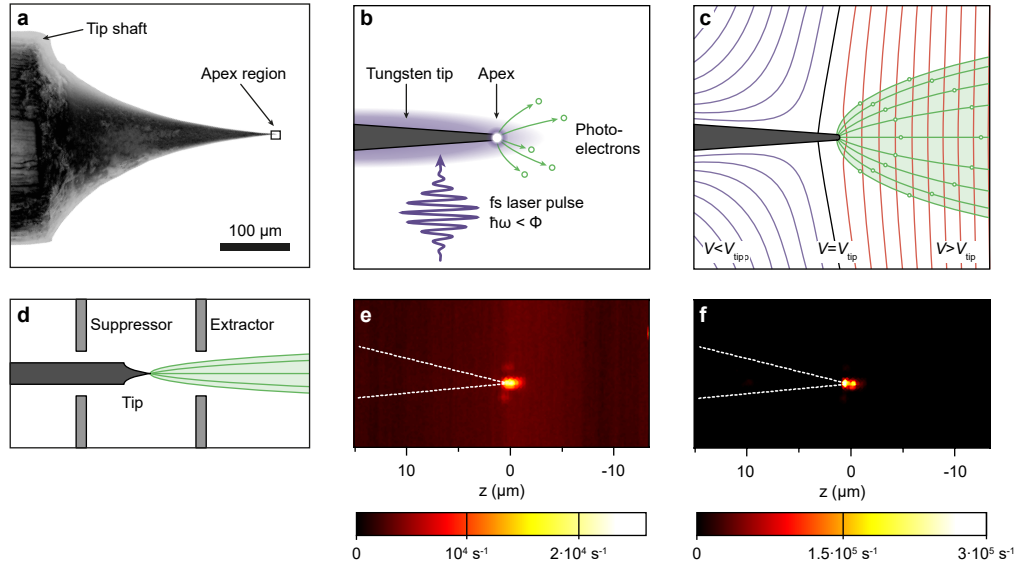 a
Tip shaft
Apex region
100 µm
b
Tungsten tip
Apex
Photo-
electrons
fs laser pulse
ħω < Φ
c
V<V_tipp
V=V_tip
V>V_tip
d
Suppressor
Extractor
Tip
e
10 0 -10
z (µm)
0 10⁴ s⁻¹ 2·10⁴ s⁻¹
f
10 0 -10
z (µm)
0 1.5·10⁵ s⁻¹ 3·10⁵ s⁻¹